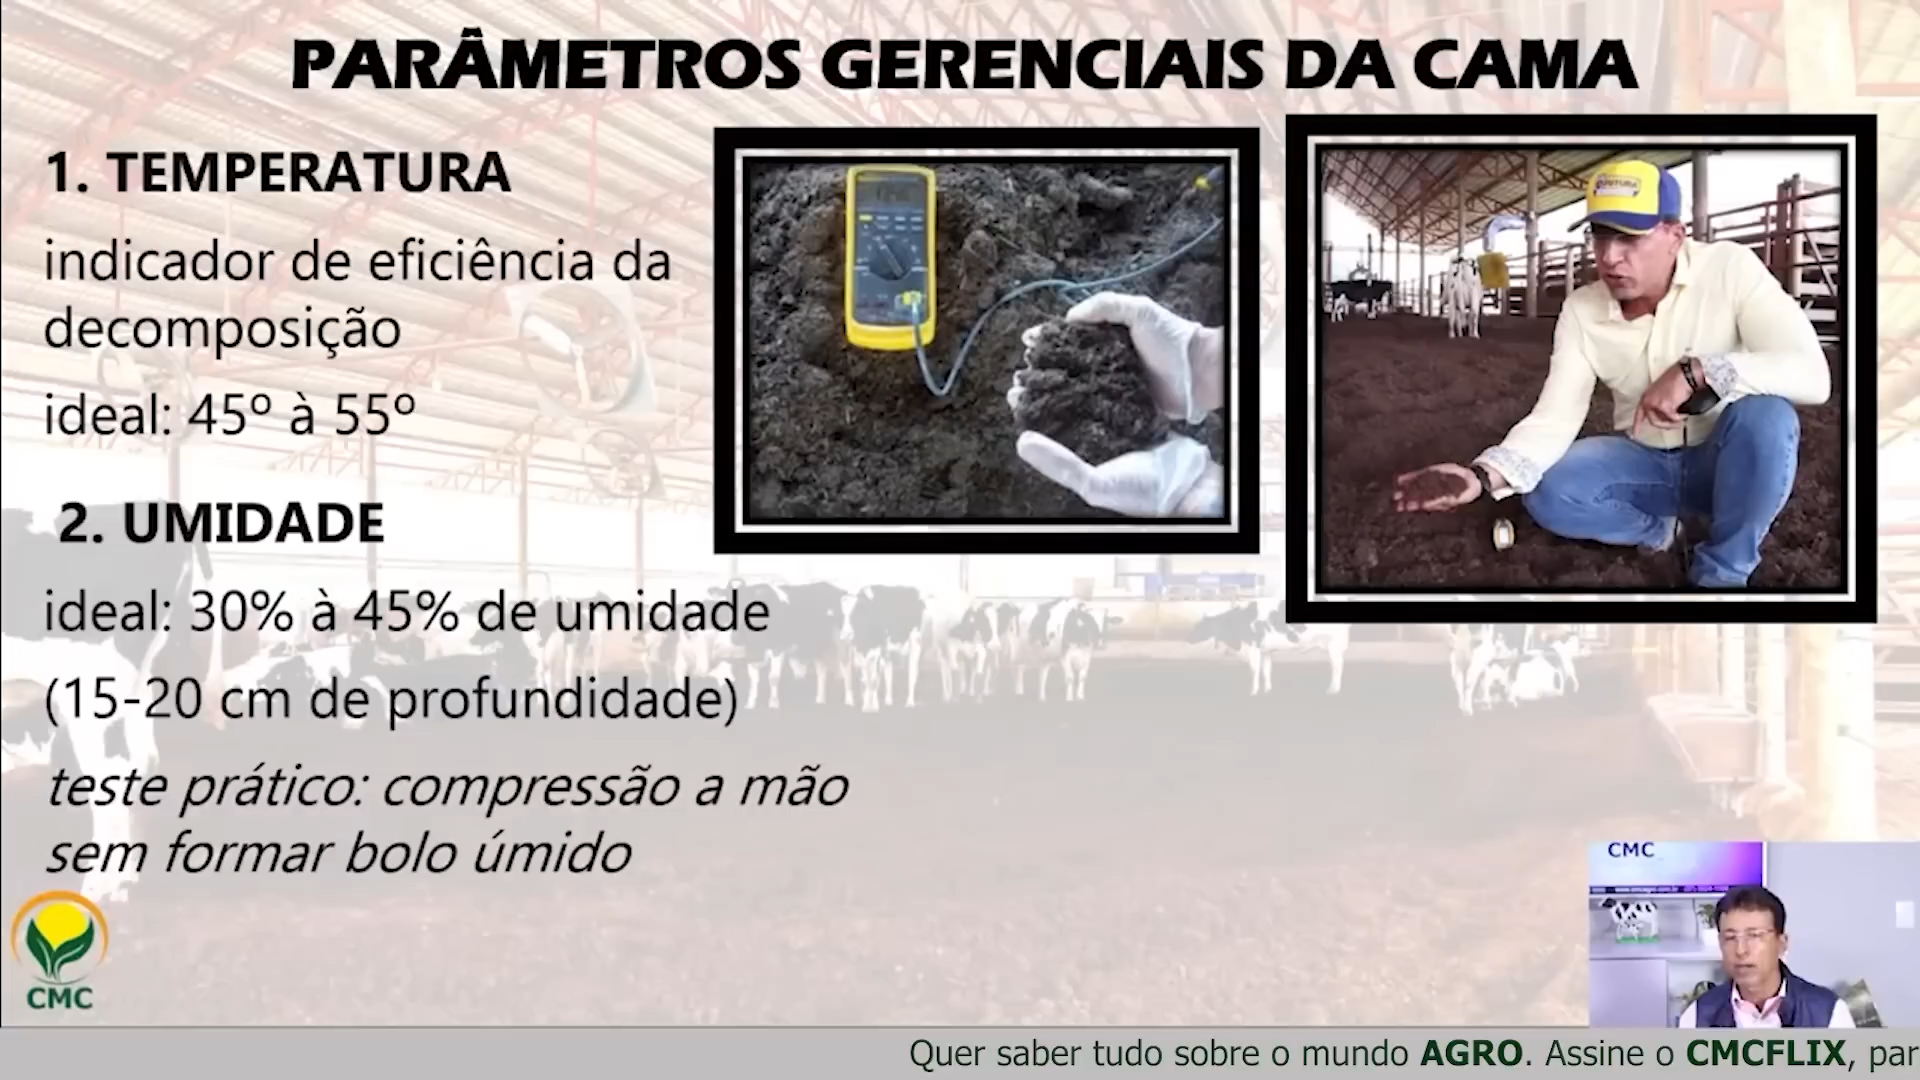 PARÂMETROS GERENCIAIS DA CAMA
1. TEMPERATURA
indicador de eficiência da
decomposição
ideal: 45º à 55º
2. UMIDADE
ideal: 30% à 45% de umidade
(15-20 cm de profundidade)
teste prático: compressão a mão
sem formar bolo úmido
CMC
CMC
Quer saber tudo sobre o mundo AGRO. Assine o CMCFLIX, par